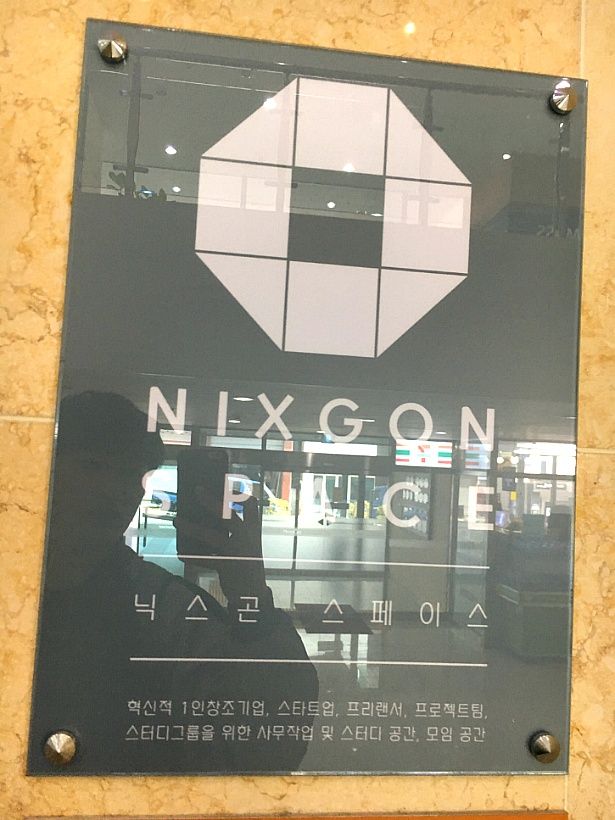 NIXGON
SPACE
닉스곤 스페이스
혁신적 1인창조기업, 스타트업, 프리랜서, 프로젝트팀,
스터디그룹을 위한 사무작업 및 스터디 공간, 모임 공간